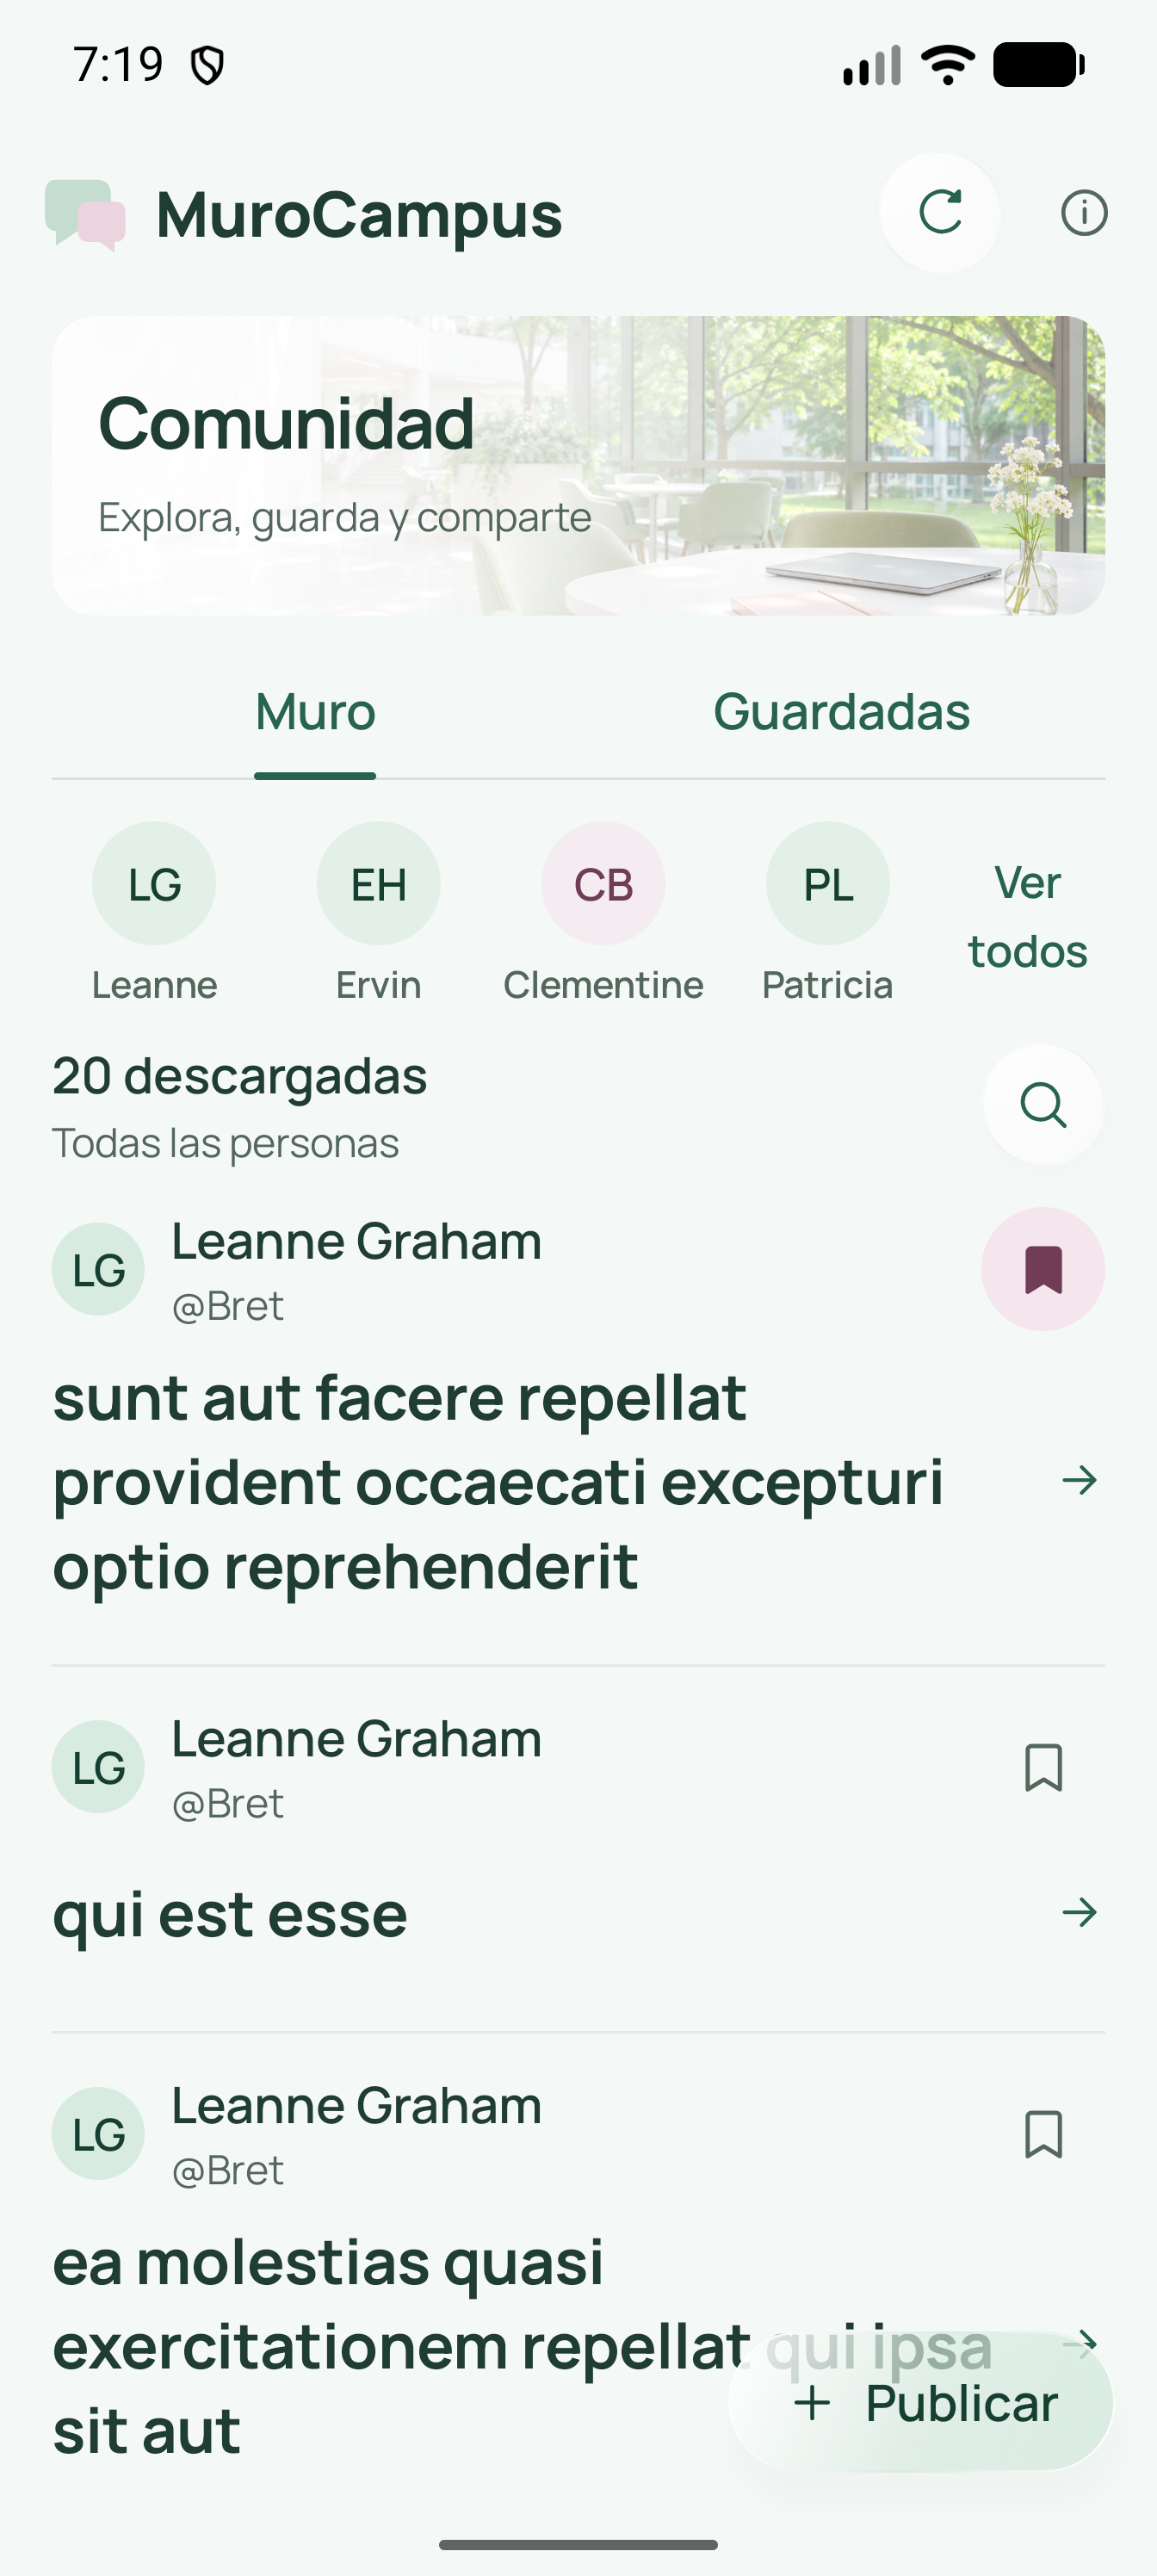 7:19
MuroCampus
Comunidad
Explora, guarda y comparte
Muro
Guardadas
LG
EH
CB
PL
Ver
todos
Leanne
Ervin
Clementine
Patricia
20 descargadas
Todas las personas
LG
Leanne Graham
@Bret
sunt aut facere repellat
provident occaecati excepturi
optio reprehenderit
LG
Leanne Graham
@Bret
qui est esse
LG
Leanne Graham
@Bret
ea molestias quasi
exercitationem repellat qui ipsa
sit aut
+ Publicar